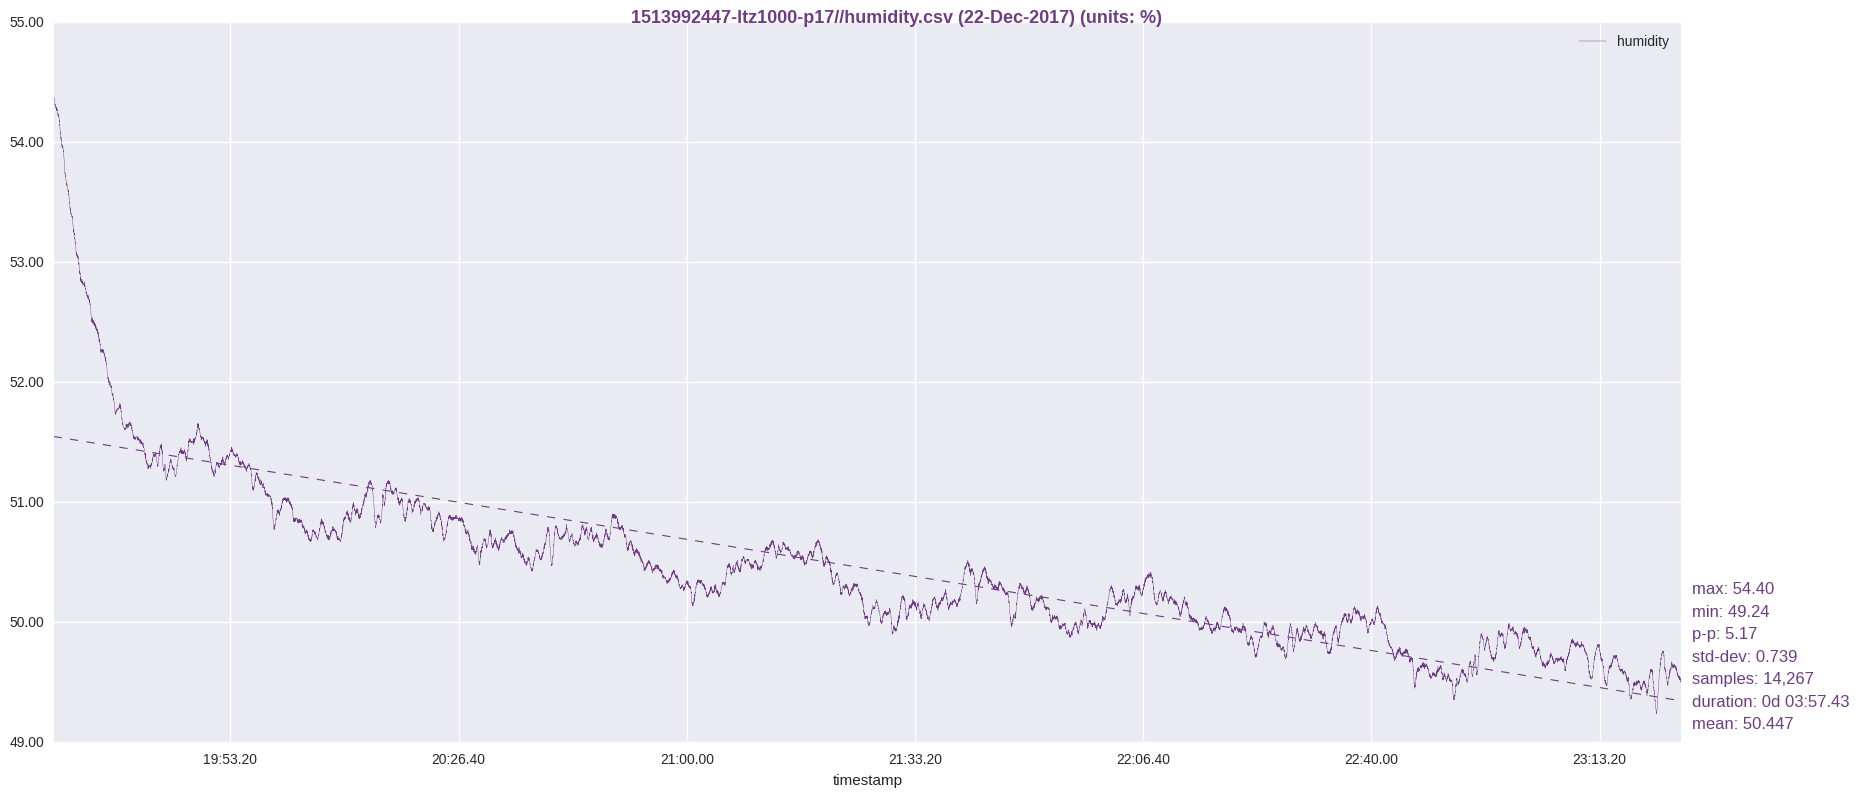 1513992447-ltz1000-p17//humidity.csv (22-Dec-2017) (units: %)
humidity
55.00
54.00
53.00
52.00
51.00
50.00
49.00
19:53.20
20:26.40
21:00.00
21:33.20
22:06.40
22:40.00
23:13.20
timestamp
max: 54.40
min: 49.24
p-p: 5.17
std-dev: 0.739
samples: 14,267
duration: 0d 03:57.43
mean: 50.447